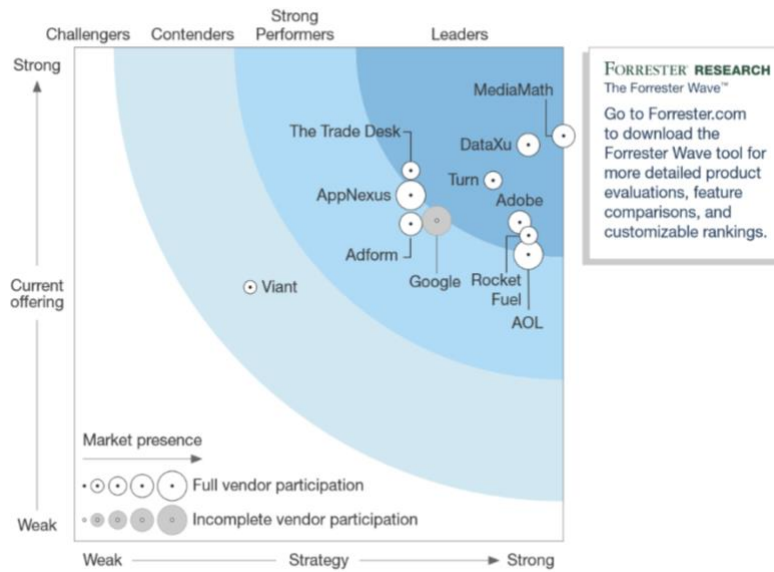 Challengers
Contenders
Strong
Performers
Leaders
Strong
Current
offering
Weak
MediaMath
The Trade Desk
DataXu
Turn
AppNexus
Adobe
Adform
Google
Rocket
Fuel
AOL
Viant
Market presence
Full vendor participation
Incomplete vendor participation
Weak
Strategy
Strong
FORRESTER® RESEARCH
The Forrester Wave™
Go to Forrester.com
to download the
Forrester Wave tool for
more detailed product
evaluations, feature
comparisons, and
customizable rankings.